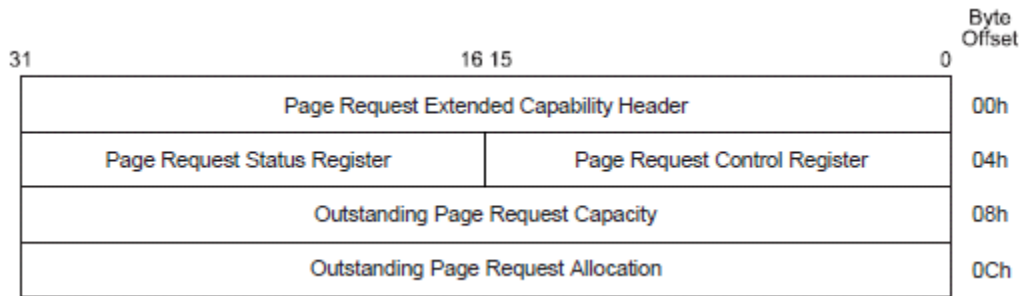 Byte
Offset
31 16 15 0
Page Request Extended Capability Header 00h
Page Request Status Register Page Request Control Register 04h
Outstanding Page Request Capacity 08h
Outstanding Page Request Allocation 0Ch